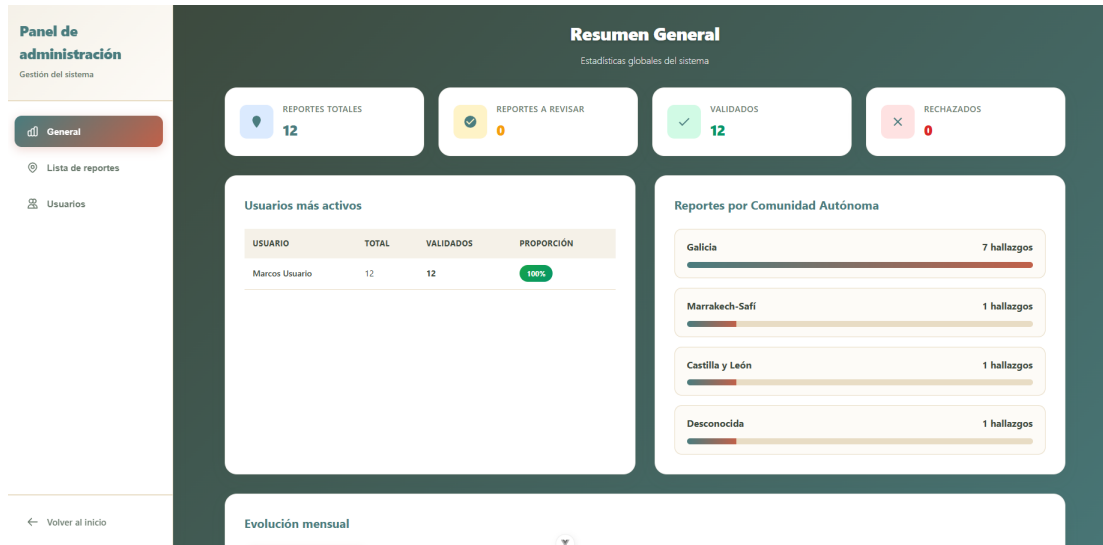 Panel de
administración
Gestión del sistema
General
Lista de reportes
Usuarios
Volver al inicio
Resumen General
Estadísticas globales del sistema
REPORTES TOTALES
12
REPORTES A REVISAR
0
VALIDADOS
12
RECHAZADOS
0
Usuarios más activos
USUARIO TOTAL VALIDADOS PROPORCIÓN
Marcos Usuario 12 12 100%
Reportes por Comunidad Autónoma
Galicia 7 hallazgos
Marrakech-Safí 1 hallazgos
Castilla y León 1 hallazgos
Desconocida 1 hallazgos
Evolución mensual